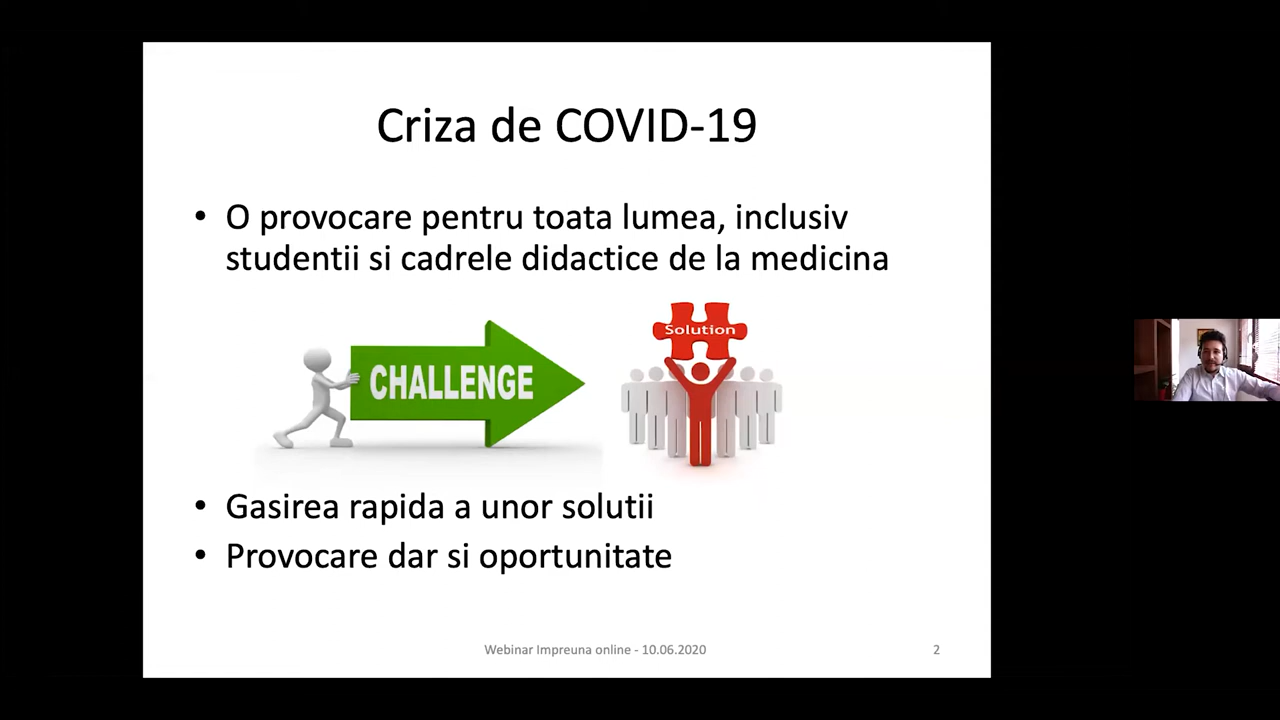 Criza de COVID-19
• O provocare pentru toata lumea, inclusiv
studentii si cadrele didactice de la medicina
CHALLENGE
Solution
• Gasirea rapida a unor solutii
• Provocare dar si oportunitate
Webinar Impreuna online - 10.06.2020
2